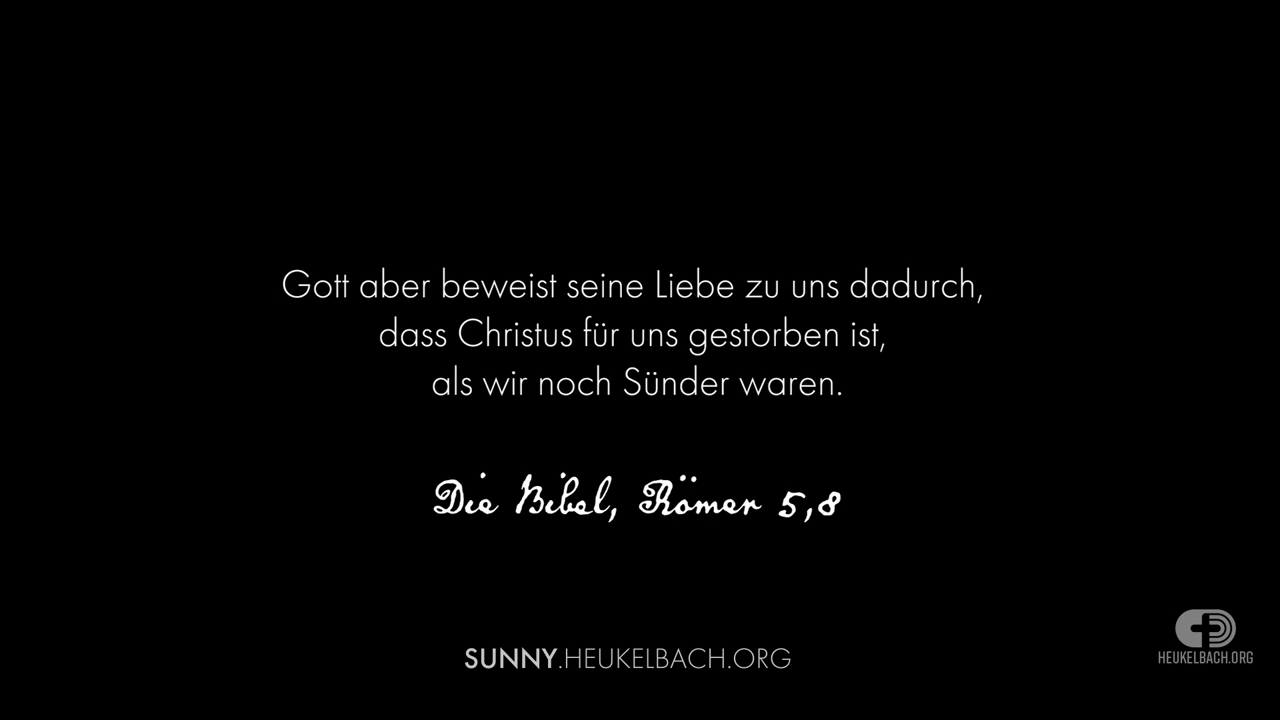 Gott aber beweist seine Liebe zu uns dadurch,
dass Christus für uns gestorben ist,
als wir noch Sünder waren.
Die Bibel, Römer 5,8
SUNNY.HEUKELBACH.ORG
HEUKELBACH.ORG